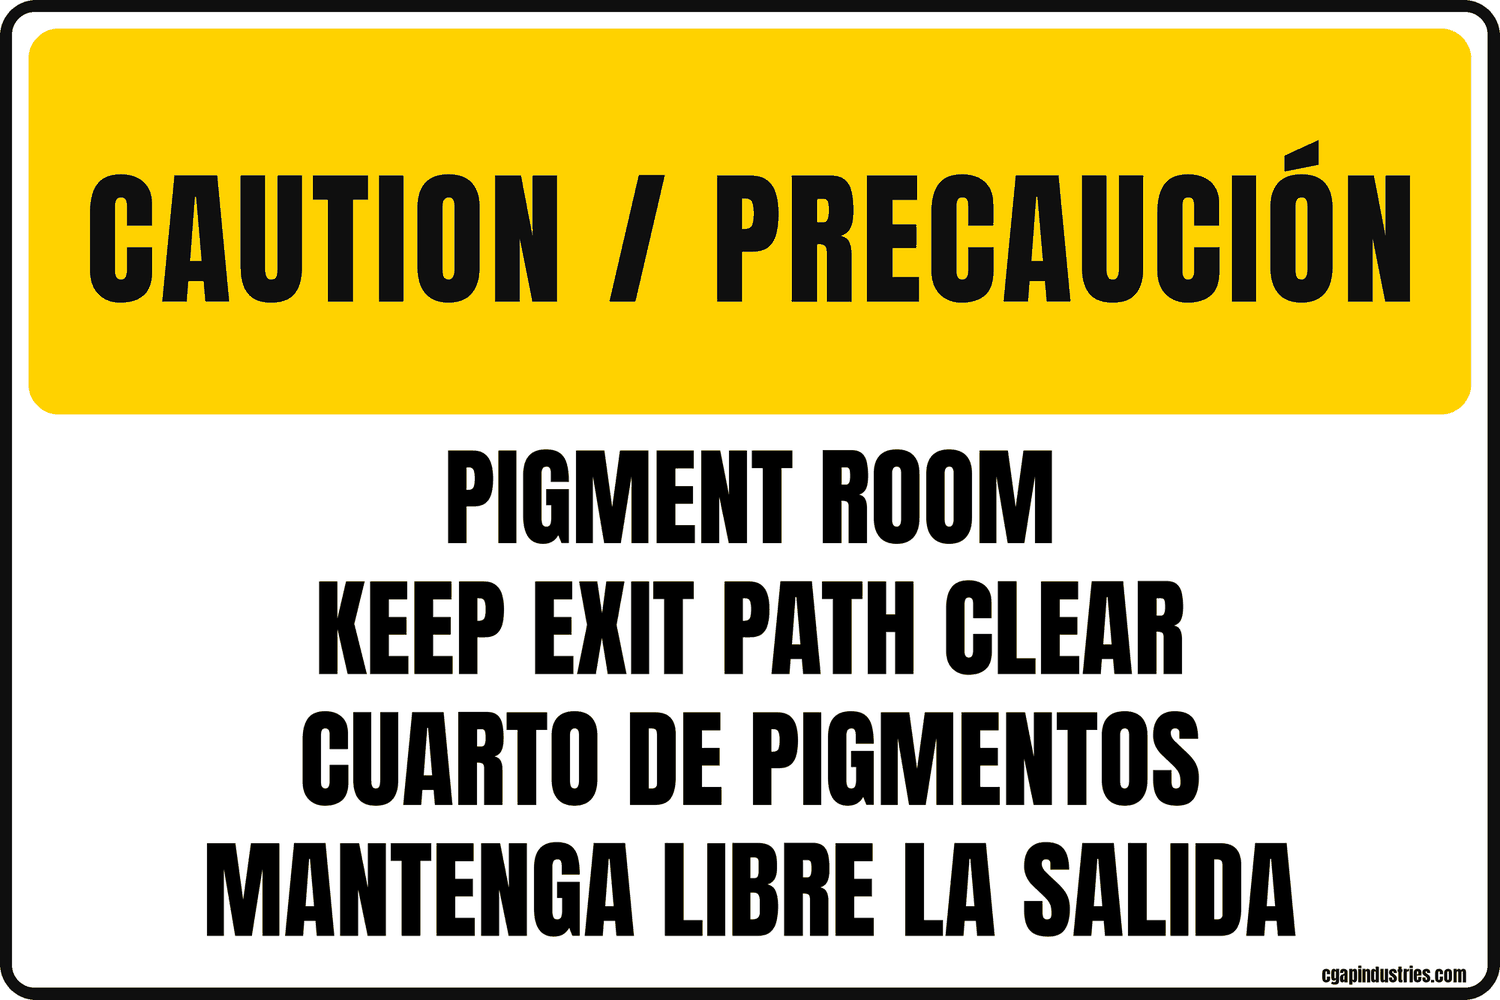 CAUTION / PRECAUCIÓN
PIGMENT ROOM
KEEP EXIT PATH CLEAR
CUARTO DE PIGMENTOS
MANTENGA LIBRE LA SALIDA
cgapindustries.com